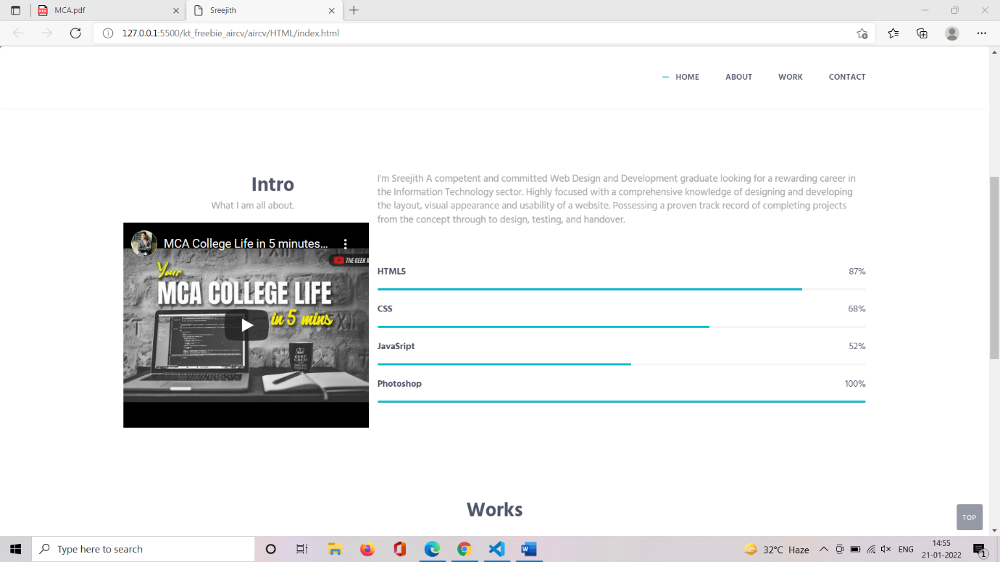 MCA.pdf
Sreejith
127.0.0.1:5500/kt_freebie_aircv/aircv/HTML/index.html
HOME ABOUT WORK CONTACT
Intro
What I am all about.
MCA College Life in 5 minutes...
THE GEEK
Your
MCA COLLEGE LIFE
in 5 mins
KEEP
CALM
I'm Sreejith A competent and committed Web Design and Development graduate looking for a rewarding career in
the Information Technology sector. Highly focused with a comprehensive knowledge of designing and developing
the layout, visual appearance and usability of a website. Possessing a proven track record of completing projects
from the concept through to design, testing, and handover.
HTML5 87%
CSS 68%
JavaSript 52%
Photoshop 100%
Works
TOP
Type here to search
32°C Haze
ENG
14:55
21-01-2022
1